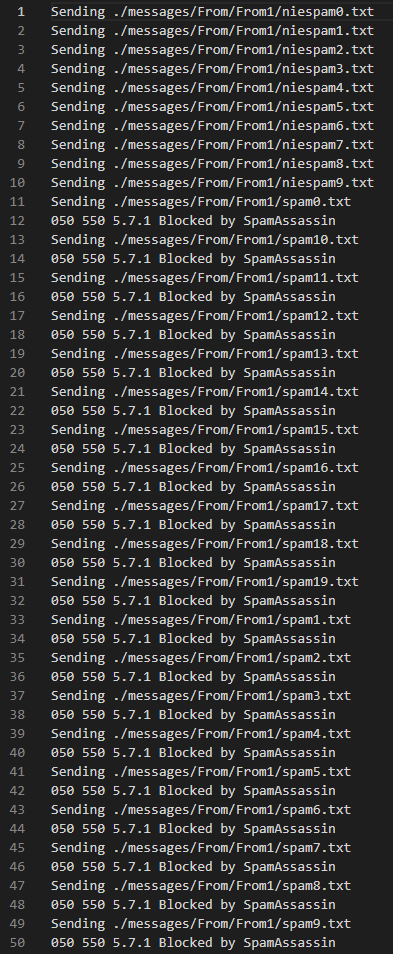 1 Sending ./messages/From/From1/niespam0.txt
2 Sending ./messages/From/From1/niespam1.txt
3 Sending ./messages/From/From1/niespam2.txt
4 Sending ./messages/From/From1/niespam3.txt
5 Sending ./messages/From/From1/niespam4.txt
6 Sending ./messages/From/From1/niespam5.txt
7 Sending ./messages/From/From1/niespam6.txt
8 Sending ./messages/From/From1/niespam7.txt
9 Sending ./messages/From/From1/niespam8.txt
10 Sending ./messages/From/From1/niespam9.txt
11 Sending ./messages/From/From1/spam0.txt
12 050 550 5.7.1 Blocked by SpamAssassin
13 Sending ./messages/From/From1/spam10.txt
14 050 550 5.7.1 Blocked by SpamAssassin
15 Sending ./messages/From/From1/spam11.txt
16 050 550 5.7.1 Blocked by SpamAssassin
17 Sending ./messages/From/From1/spam12.txt
18 050 550 5.7.1 Blocked by SpamAssassin
19 Sending ./messages/From/From1/spam13.txt
20 050 550 5.7.1 Blocked by SpamAssassin
21 Sending ./messages/From/From1/spam14.txt
22 050 550 5.7.1 Blocked by SpamAssassin
23 Sending ./messages/From/From1/spam15.txt
24 050 550 5.7.1 Blocked by SpamAssassin
25 Sending ./messages/From/From1/spam16.txt
26 050 550 5.7.1 Blocked by SpamAssassin
27 Sending ./messages/From/From1/spam17.txt
28 050 550 5.7.1 Blocked by SpamAssassin
29 Sending ./messages/From/From1/spam18.txt
30 050 550 5.7.1 Blocked by SpamAssassin
31 Sending ./messages/From/From1/spam19.txt
32 050 550 5.7.1 Blocked by SpamAssassin
33 Sending ./messages/From/From1/spam1.txt
34 050 550 5.7.1 Blocked by SpamAssassin
35 Sending ./messages/From/From1/spam2.txt
36 050 550 5.7.1 Blocked by SpamAssassin
37 Sending ./messages/From/From1/spam3.txt
38 050 550 5.7.1 Blocked by SpamAssassin
39 Sending ./messages/From/From1/spam4.txt
40 050 550 5.7.1 Blocked by SpamAssassin
41 Sending ./messages/From/From1/spam5.txt
42 050 550 5.7.1 Blocked by SpamAssassin
43 Sending ./messages/From/From1/spam6.txt
44 050 550 5.7.1 Blocked by SpamAssassin
45 Sending ./messages/From/From1/spam7.txt
46 050 550 5.7.1 Blocked by SpamAssassin
47 Sending ./messages/From/From1/spam8.txt
48 050 550 5.7.1 Blocked by SpamAssassin
49 Sending ./messages/From/From1/spam9.txt
50 050 550 5.7.1 Blocked by SpamAssassin